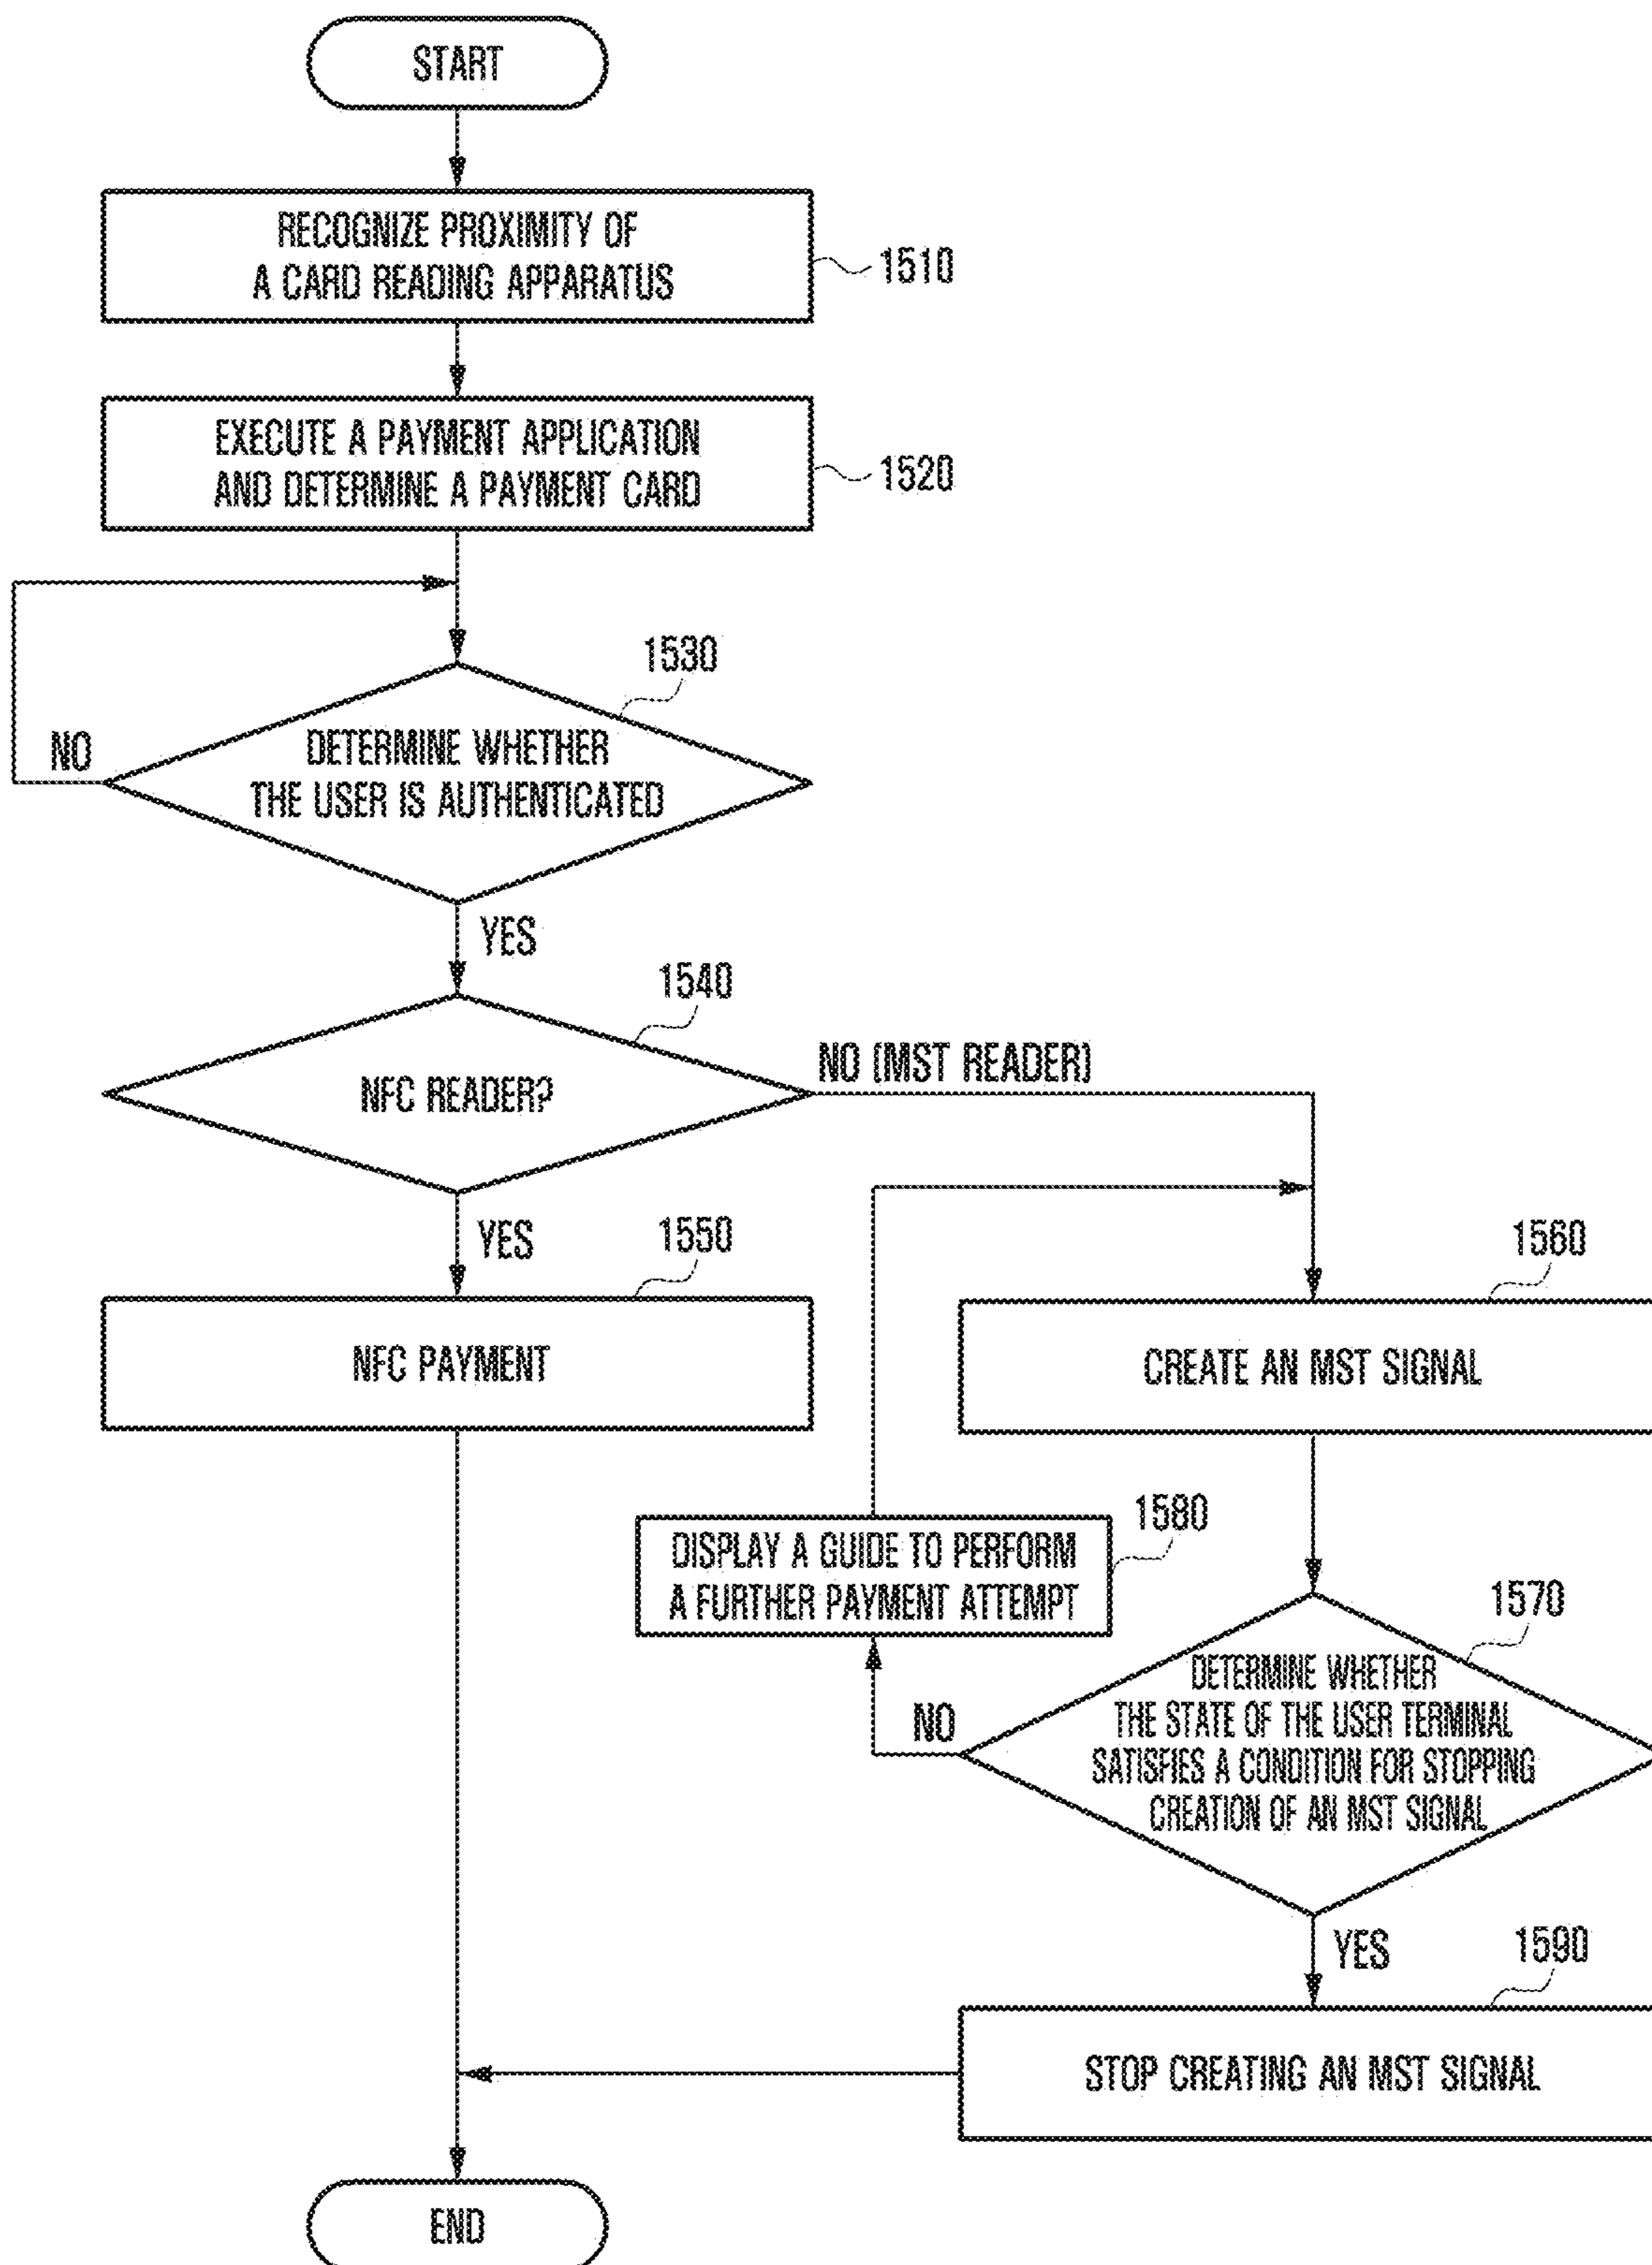 START
RECOGNIZE PROXIMITY OF
A CARD READING APPARATUS
1510
EXECUTE A PAYMENT APPLICATION
AND DETERMINE A PAYMENT CARD
1520
1530
NO
DETERMINE WHETHER
THE USER IS AUTHENTICATED
YES
1540
NO (MST READER)
NFC READER?
YES
1550
NFC PAYMENT
1560
CREATE AN MST SIGNAL
1580
DISPLAY A GUIDE TO PERFORM
A FURTHER PAYMENT ATTEMPT
1570
NO
DETERMINE WHETHER
THE STATE OF THE USER TERMINAL
SATISFIES A CONDITION FOR STOPPING
CREATION OF AN MST SIGNAL
YES
1590
STOP CREATING AN MST SIGNAL
END